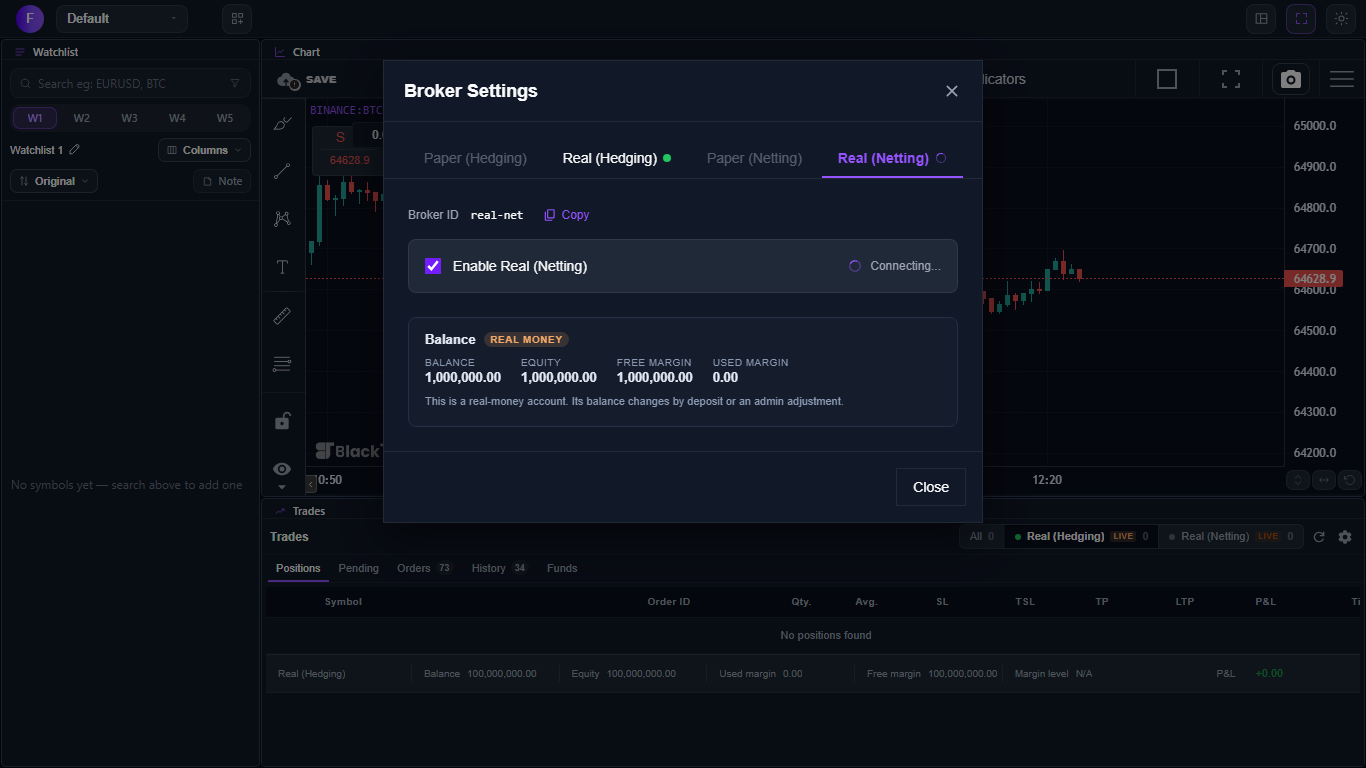 F Default
Watchlist
Chart
Search eg: EURUSD, BTC
W1 W2 W3 W4 W5
Watchlist 1 Columns
Original Note
No symbols yet — search above to add one
SAVE
BINANCE:BTC
S 0.
64628.9
Black
Broker Settings
Paper (Hedging) Real (Hedging) Paper (Netting) Real (Netting)
Broker ID real-net Copy
Enable Real (Netting) Connecting...
Balance REAL MONEY
BALANCE EQUITY FREE MARGIN USED MARGIN
1,000,000.00 1,000,000.00 1,000,000.00 0.00
This is a real-money account. Its balance changes by deposit or an admin adjustment.
Close
dicators
65000.0
64900.0
64800.0
64700.0
64628.9
64600.0
64500.0
64400.0
64300.0
64200.0
0:50 12:20
Trades
Trades All 0 Real (Hedging) LIVE 0 Real (Netting) LIVE 0
Positions Pending Orders 73 History 34 Funds
Symbol Order ID Qty. Avg. SL TSL TP LTP P&L Ti
No positions found
Real (Hedging) Balance 100,000,000.00 Equity 100,000,000.00 Used margin 0.00 Free margin 100,000,000.00 Margin level N/A P&L +0.00